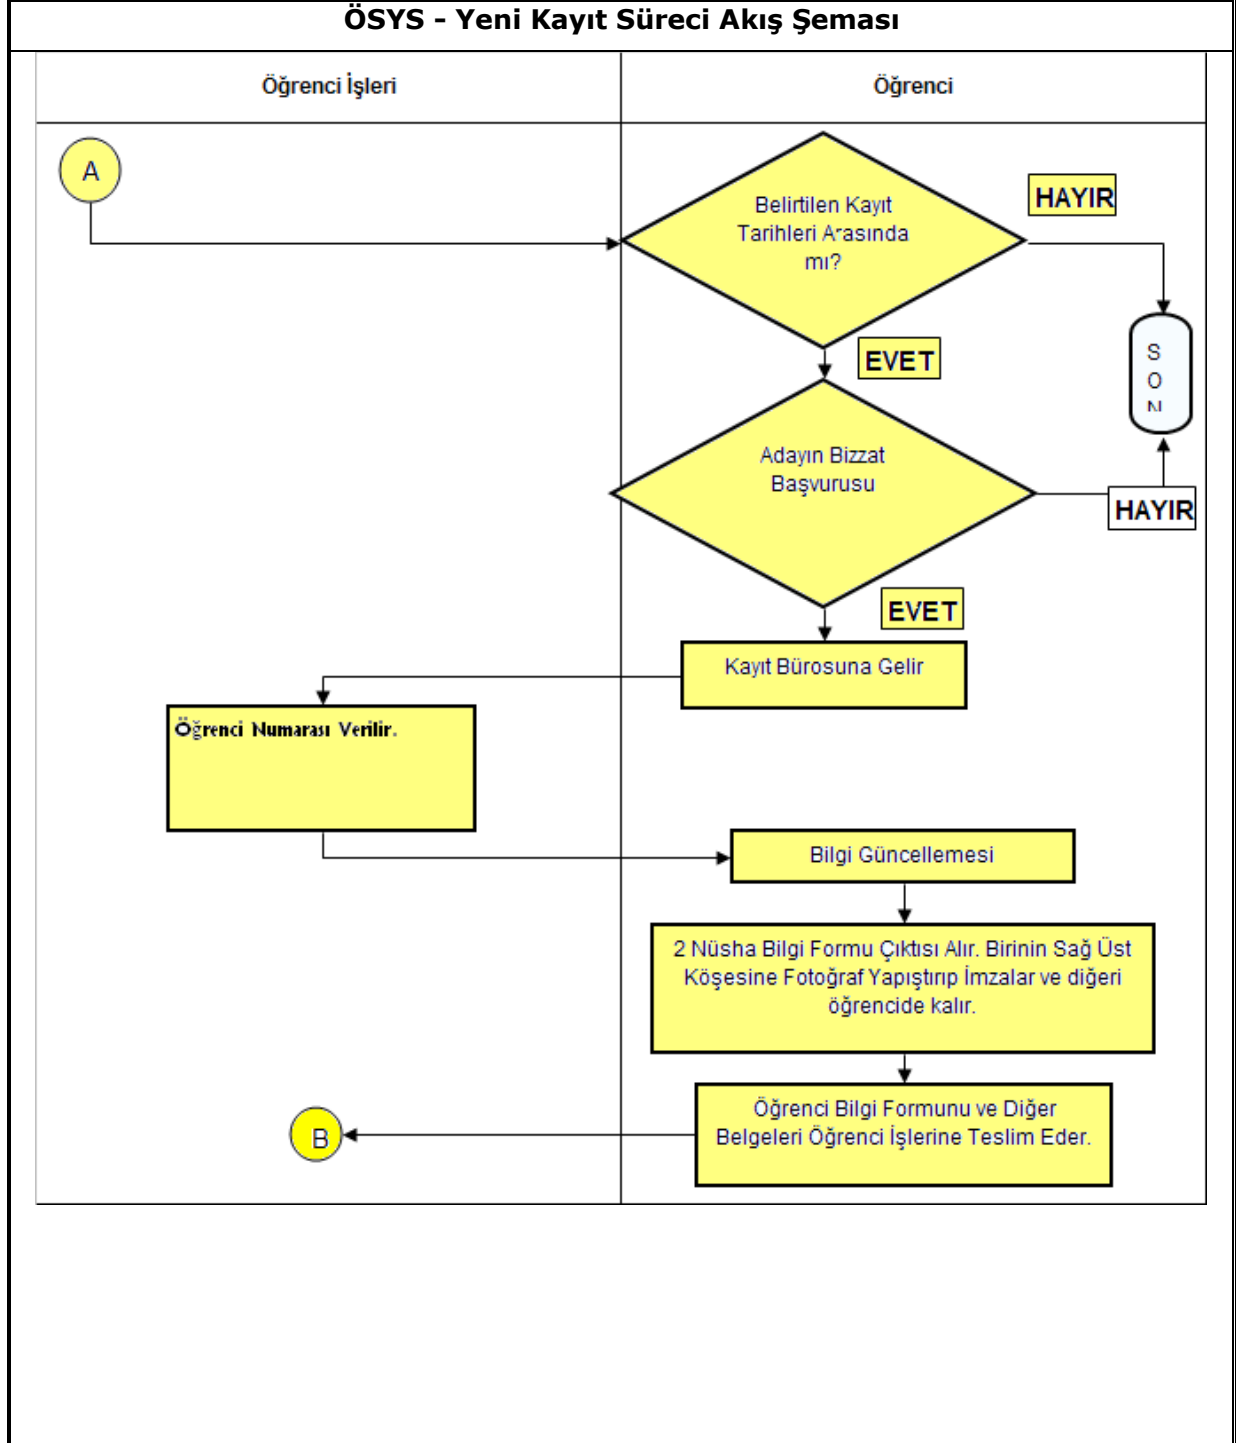 ÖSYS - Yeni Kayıt Süreci Akış Şeması
Öğrenci İşleri
Öğrenci
A
Belirtilen Kayıt
Tarihleri Arasında
mı?
HAYIR
EVET
S
O
N
Adayın Bizzat
Başvurusu
HAYIR
EVET
Kayıt Bürosuna Gelir
Öğrenci Numarası Verilir.
Bilgi Güncellemesi
2 Nüsha Bilgi Formu Çıktısı Alır. Birinin Sağ Üst
Köşesine Fotoğraf Yapıştırıp İmzalar ve diğeri
öğrencide kalır.
Öğrenci Bilgi Formunu ve Diğer
Belgeleri Öğrenci İşlerine Teslim Eder.
B